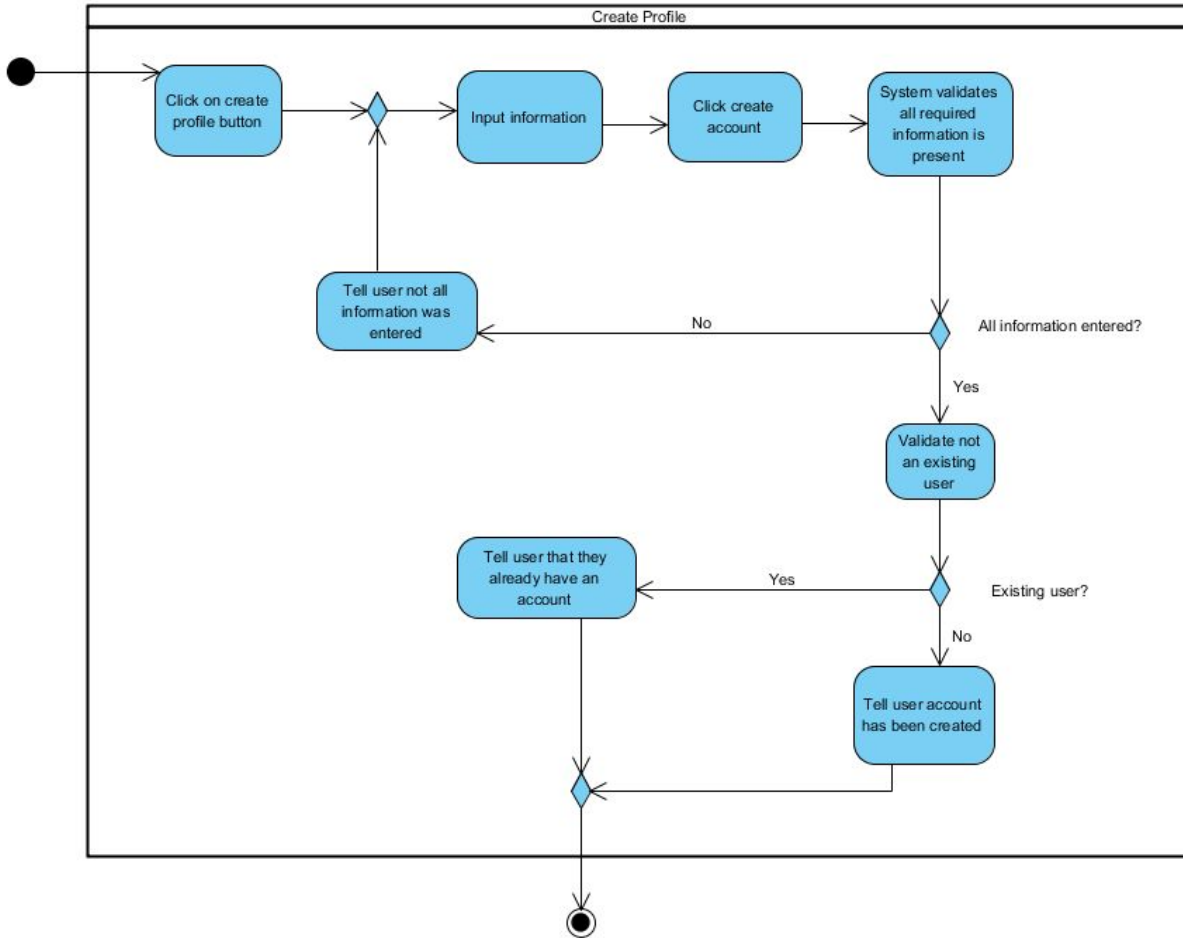 Create Profile
Click on create
profile button
Input information
Click create
account
System validates
all required
information is
present
Tell user not all
information was
entered
No
All information entered?
Yes
Validate not
an existing
user
Tell user that they
already have an
account
Yes
Existing user?
No
Tell user account
has been created